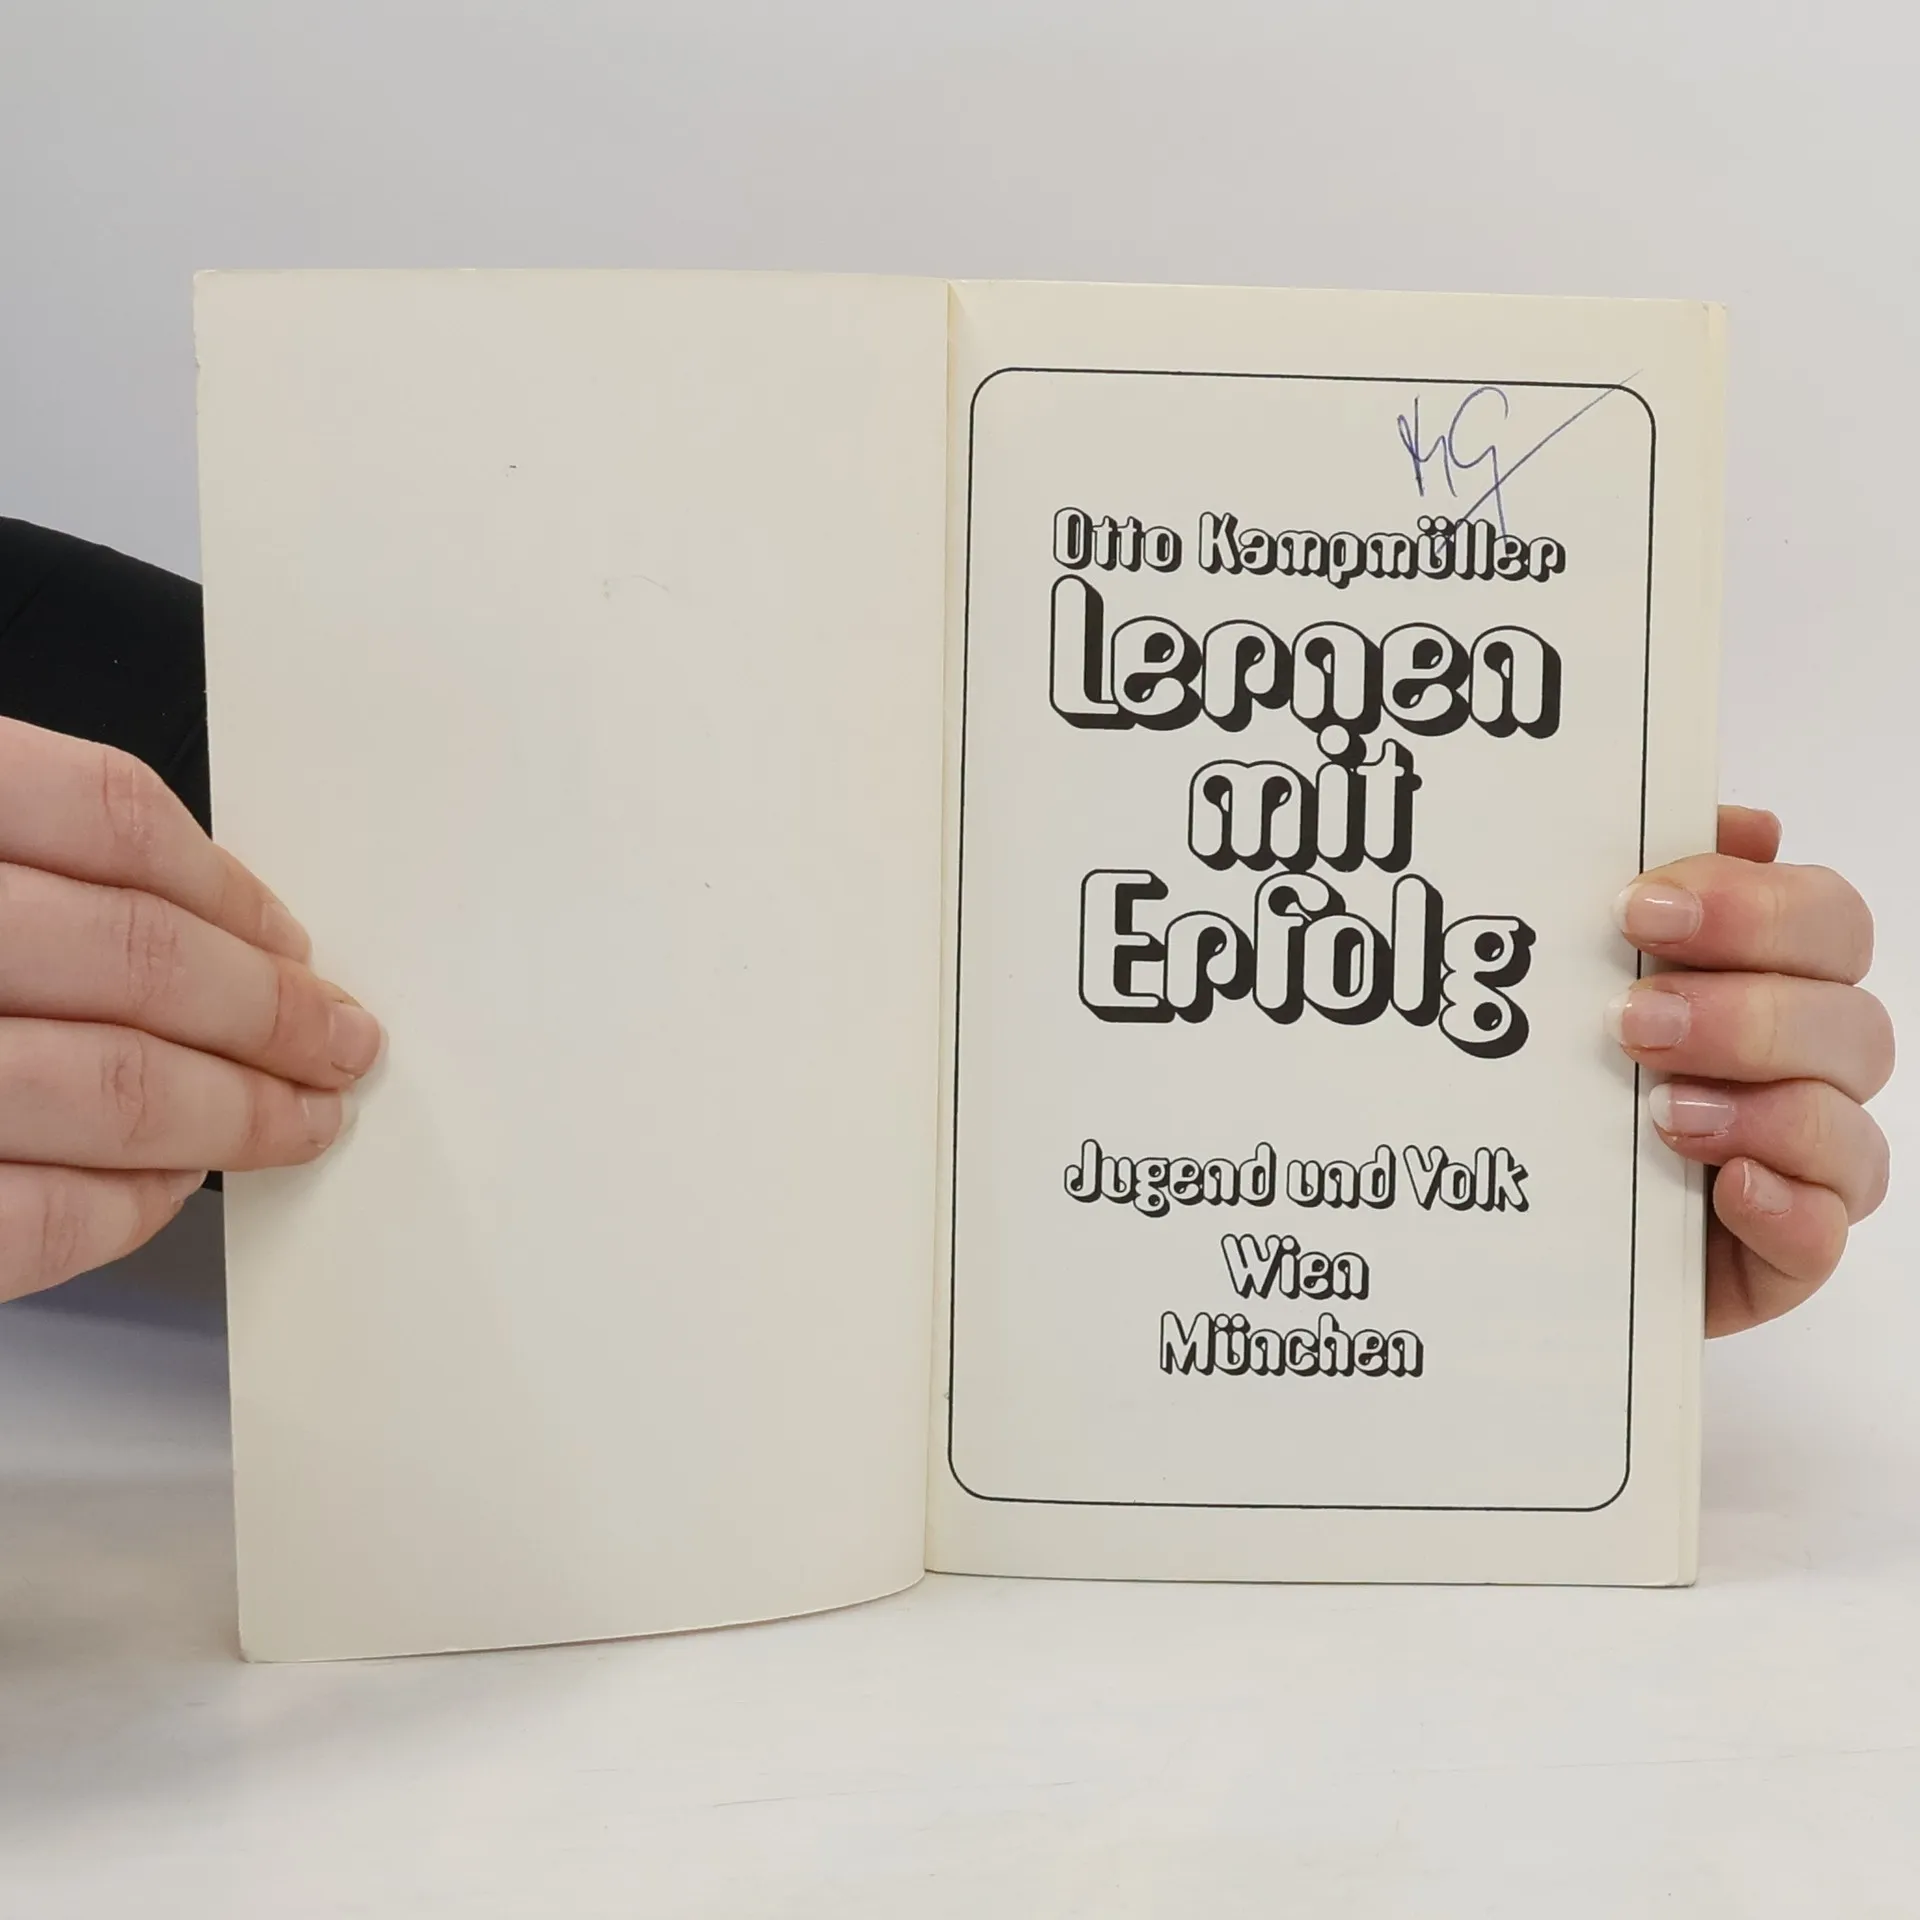 Otto Kampmüller
Lernen
mit
Erfolg
Jugend und Volk
Wien
München